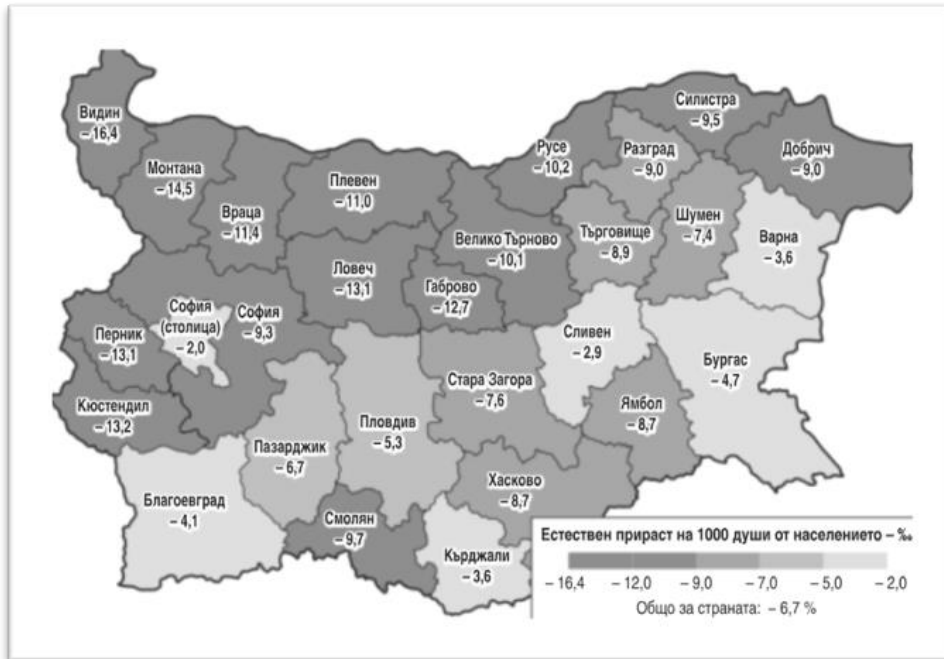 Видин
– 16,4
Монтана
– 14,5
Враца
– 11,4
Плевен
– 11,0
Ловеч
– 13,1
Велико Търново
– 10,1
Габрово
– 12,7
Русе
– 10,2
Силистра
– 9,5
Разград
– 9,0
Добрич
– 9,0
Търговище
– 8,9
Шумен
– 7,4
Варна
– 3,6
София
(столица)
– 2,0
София
– 9,3
Перник
– 13,1
Кюстендил
– 13,2
Благоевград
– 4,1
Пазарджик
– 6,7
Пловдив
– 5,3
Смолян
– 9,7
Стара Загора
– 7,6
Сливен
– 2,9
Бургас
– 4,7
Ямбол
– 8,7
Хасково
– 8,7
Кърджали
– 3,6
Естествен прираст на 1000 души от населението – ‰
– 16,4 – 12,0 – 9,0 – 7,0 – 5,0 – 2,0
Общо за страната: – 6,7 %